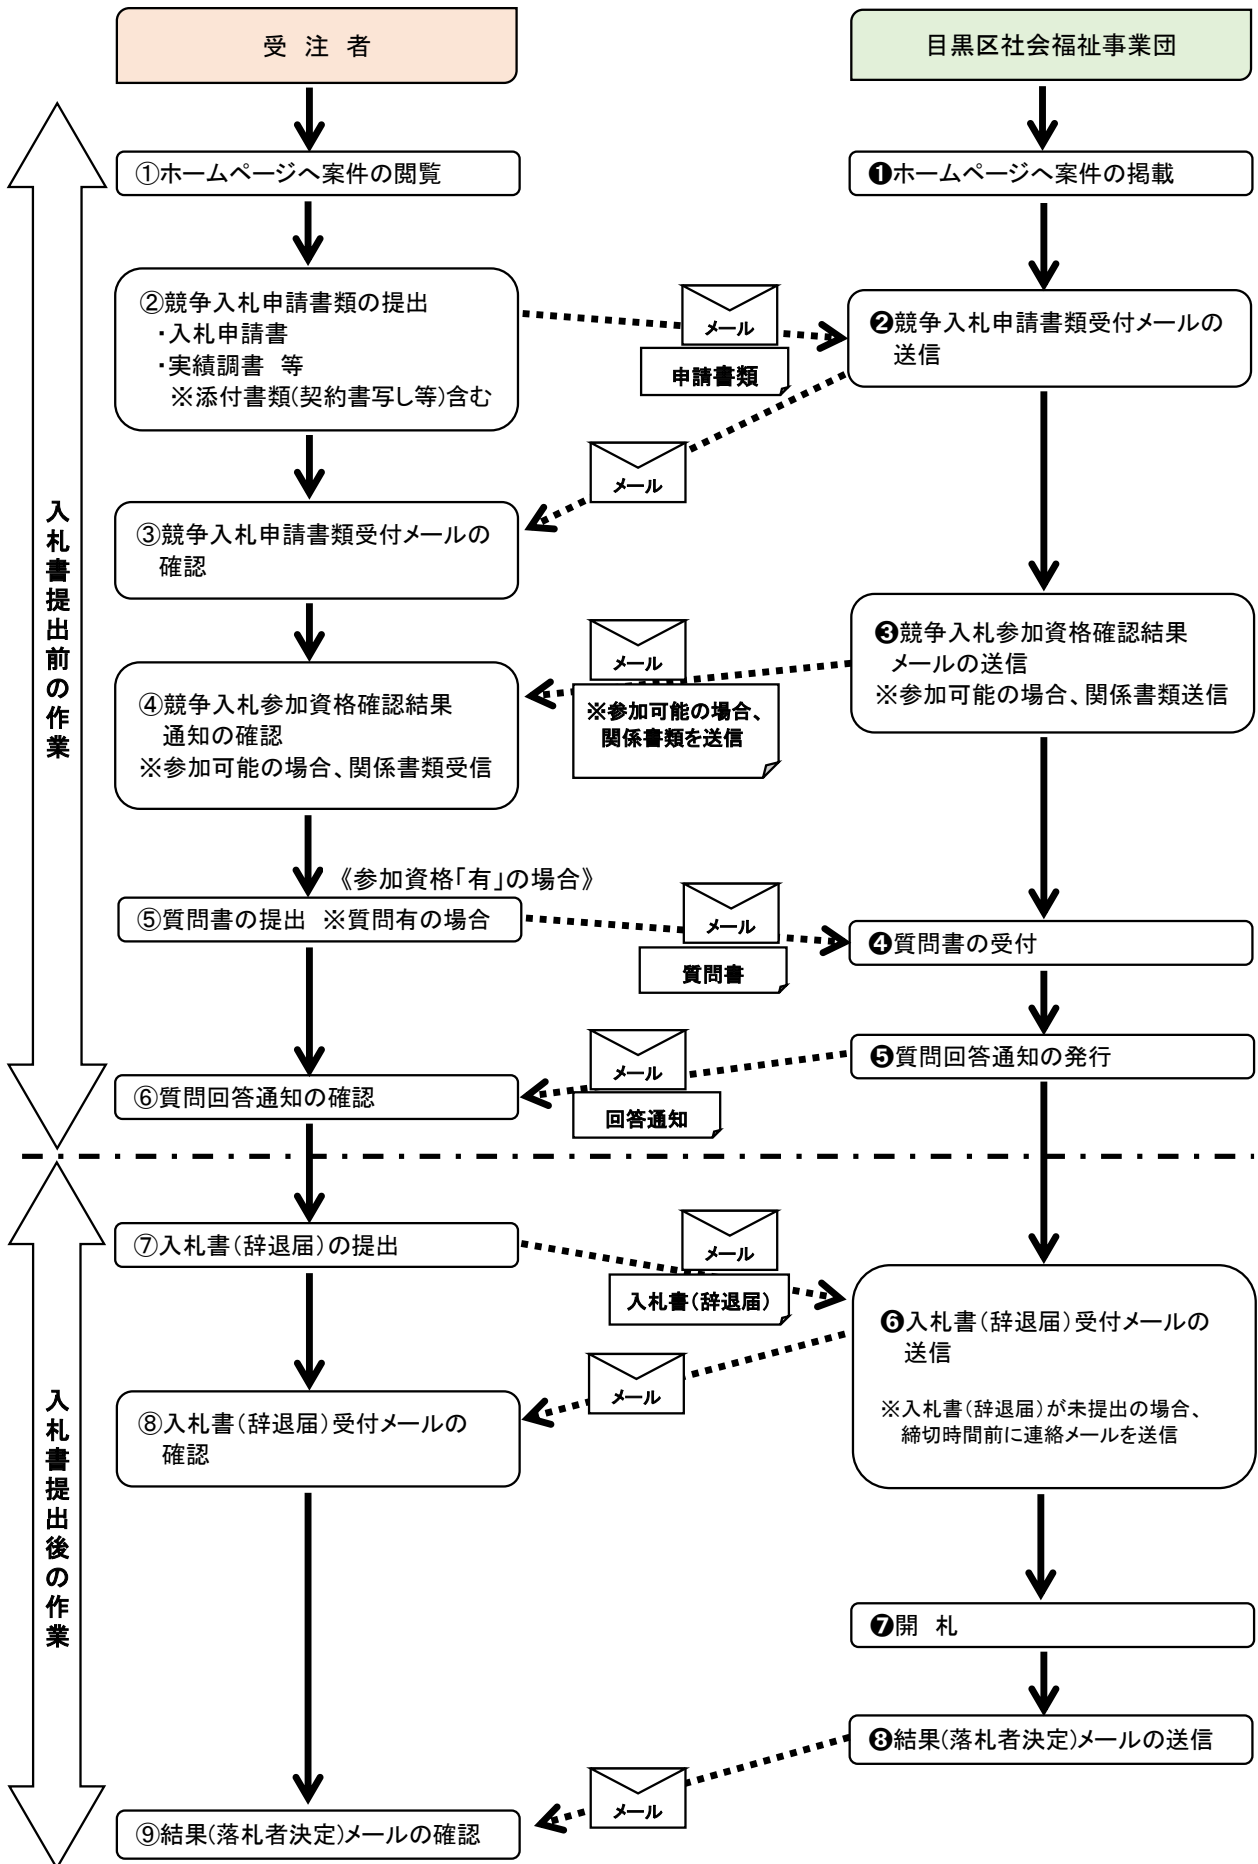 受 注 者
目黒区社会福祉事業団
①ホームページへ案件の閲覧
❶ホームページへ案件の掲載
②競争入札申請書類の提出
・入札申請書
・実績調書 等
※添付書類(契約書写し等)含む
メール
申請書類
❷競争入札申請書類受付メールの
送信
メール
③競争入札申請書類受付メールの
確認
❸競争入札参加資格確認結果
メールの送信
※参加可能の場合、関係書類送信
メール
※参加可能の場合、
関係書類を送信
④競争入札参加資格確認結果
通知の確認
※参加可能の場合、関係書類受信
入札書提出前の作業
《参加資格「有」の場合》
⑤質問書の提出 ※質問有の場合
メール
質問書
❹質問書の受付
❺質問回答通知の発行
メール
回答通知
⑥質問回答通知の確認
⑦入札書(辞退届)の提出
メール
入札書(辞退届)
❻入札書(辞退届)受付メールの
送信
※入札書(辞退届)が未提出の場合、
締切時間前に連絡メールを送信
メール
⑧入札書(辞退届)受付メールの
確認
入札書提出後の作業
❼開 札
❽結果(落札者決定)メールの送信
メール
⑨結果(落札者決定)メールの確認